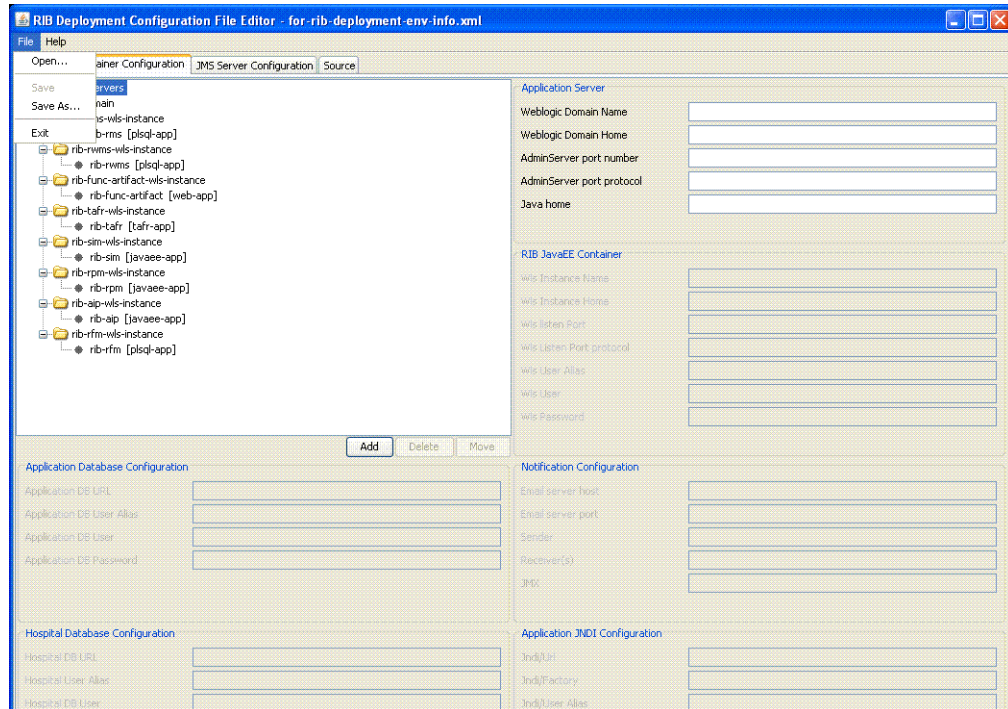 RIB Deployment Configuration File Editor - for-rib-deployment-env-info.xml
File Help
Open...
Save
Save As...
Exit
ainer Configuration
JMS Server Configuration
Source
ervers
main
ns-wls-instance
b-rms [plsql-app]
rib-rwms-wls-instance
rib-rwms [plsql-app]
rib-func-artifact-wls-instance
rib-func-artifact [web-app]
rib-tafr-wls-instance
rib-tafr [tafr-app]
rib-sim-wls-instance
rib-sim [javaee-app]
rib-rpm-wls-instance
rib-rpm [javaee-app]
rib-aip-wls-instance
rib-aip [javaee-app]
rib-rfm-wls-instance
rib-rfm [plsql-app]
Add Delete Move
Application Server
Weblogic Domain Name
Weblogic Domain Home
AdminServer port number
AdminServer port protocol
Java home
RIB JavaEE Container
Wls Instance Name
Wls Instance Home
Wls listen Port
Wls Listen Port protocol
Wls User Alias
Wls User
Wls Password
Application Database Configuration
Application DB URL
Application DB User Alias
Application DB User
Application DB Password
Notification Configuration
Email server host
Email server port
Sender
Receiver(s)
JMX
Hospital Database Configuration
Hospital DB URL
Hospital User Alias
Hospital DB User
Application JNDI Configuration
Jndi/Url
Jndi/Factory
Jndi/User Alias